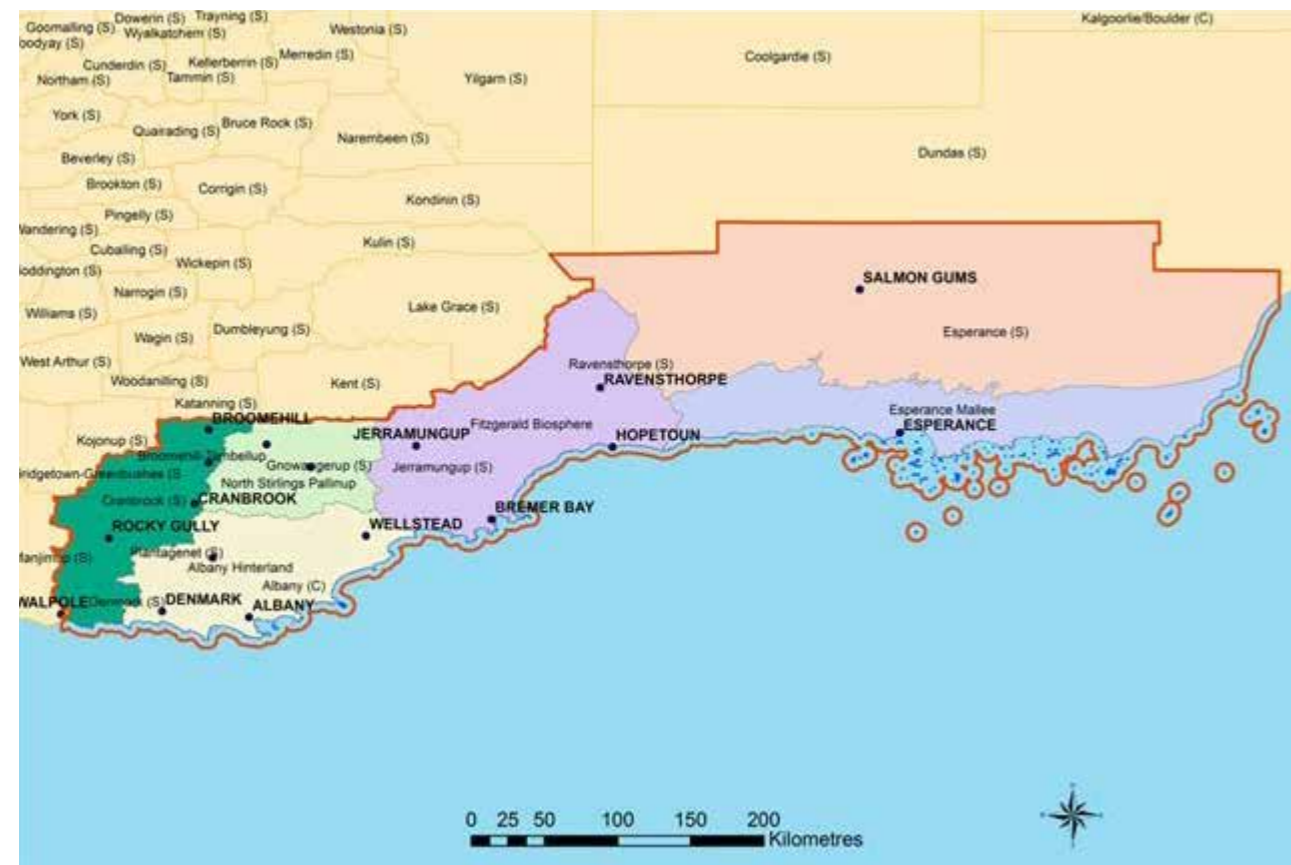 Dowerin (S)
Trayning (S)
Kalgoorlie/Boulder (C)
Goomalling (S)
Wyalkatchem (S)
Westonia (S)
oodyay (S)
Merredin (S)
Coolgardie (S)
Cunderdin (S)
Kellerberrin (S)
Northam (S)
Tammin (S)
Yilgarn (S)
York (S)
Quairading (S)
Bruce Rock (S)
Narembeen (S)
Beverley (S)
Dundas (S)
Brookton (S)
Corrigin (S)
Kondinin (S)
Pingelly (S)
Wandering (S)
Cuballing (S)
Kulin (S)
oddington (S)
Wickepin (S)
SALMON GUMS
Narrogin (S)
Lake Grace (S)
Williams (S)
Dumbleyung (S)
Esperance (S)
Wagin (S)
West Arthur (S)
Ravensthorpe (S)
Woodanilling (S)
Kent (S)
RAVENSTHORPE
Katanning (S)
BROOMEHILL
Esperance Mallee
ESPERANCE
Kojonup (S)
JERRAMUNGUP
Fitzgerald Biosphere
HOPETOUN
Broomehill-Tambellup
Gnowangerup (S)
Jerramungup (S)
ridgetown-Greenbushes (S
North Stirlings Pallinup
Cranbrook (S)
CRANBROOK
BREMER BAY
ROCKY GULLY
WELLSTEAD
Manjimup (S)
Plantagenet (S)
Albany Hinterland
Albany (C)
WALPOLE
Denmark (S)
DENMARK
ALBANY
0 25 50 100 150 200
Kilometres